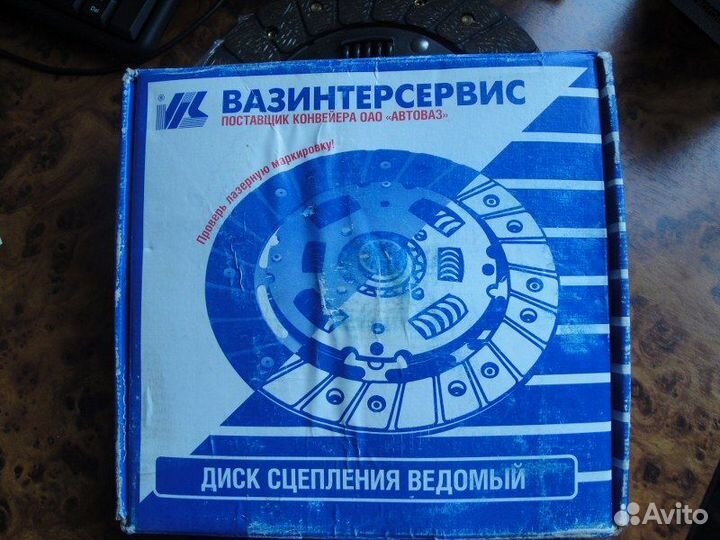 ВАЗИНТЕРСЕРВИС
ПОСТАВЩИК КОНВЕЙЕРА ОАО «АВТОВАЗ»
Проверь лазерную маркировку!
ДИСК СЦЕПЛЕНИЯ ВЕДОМЫЙ
Avito